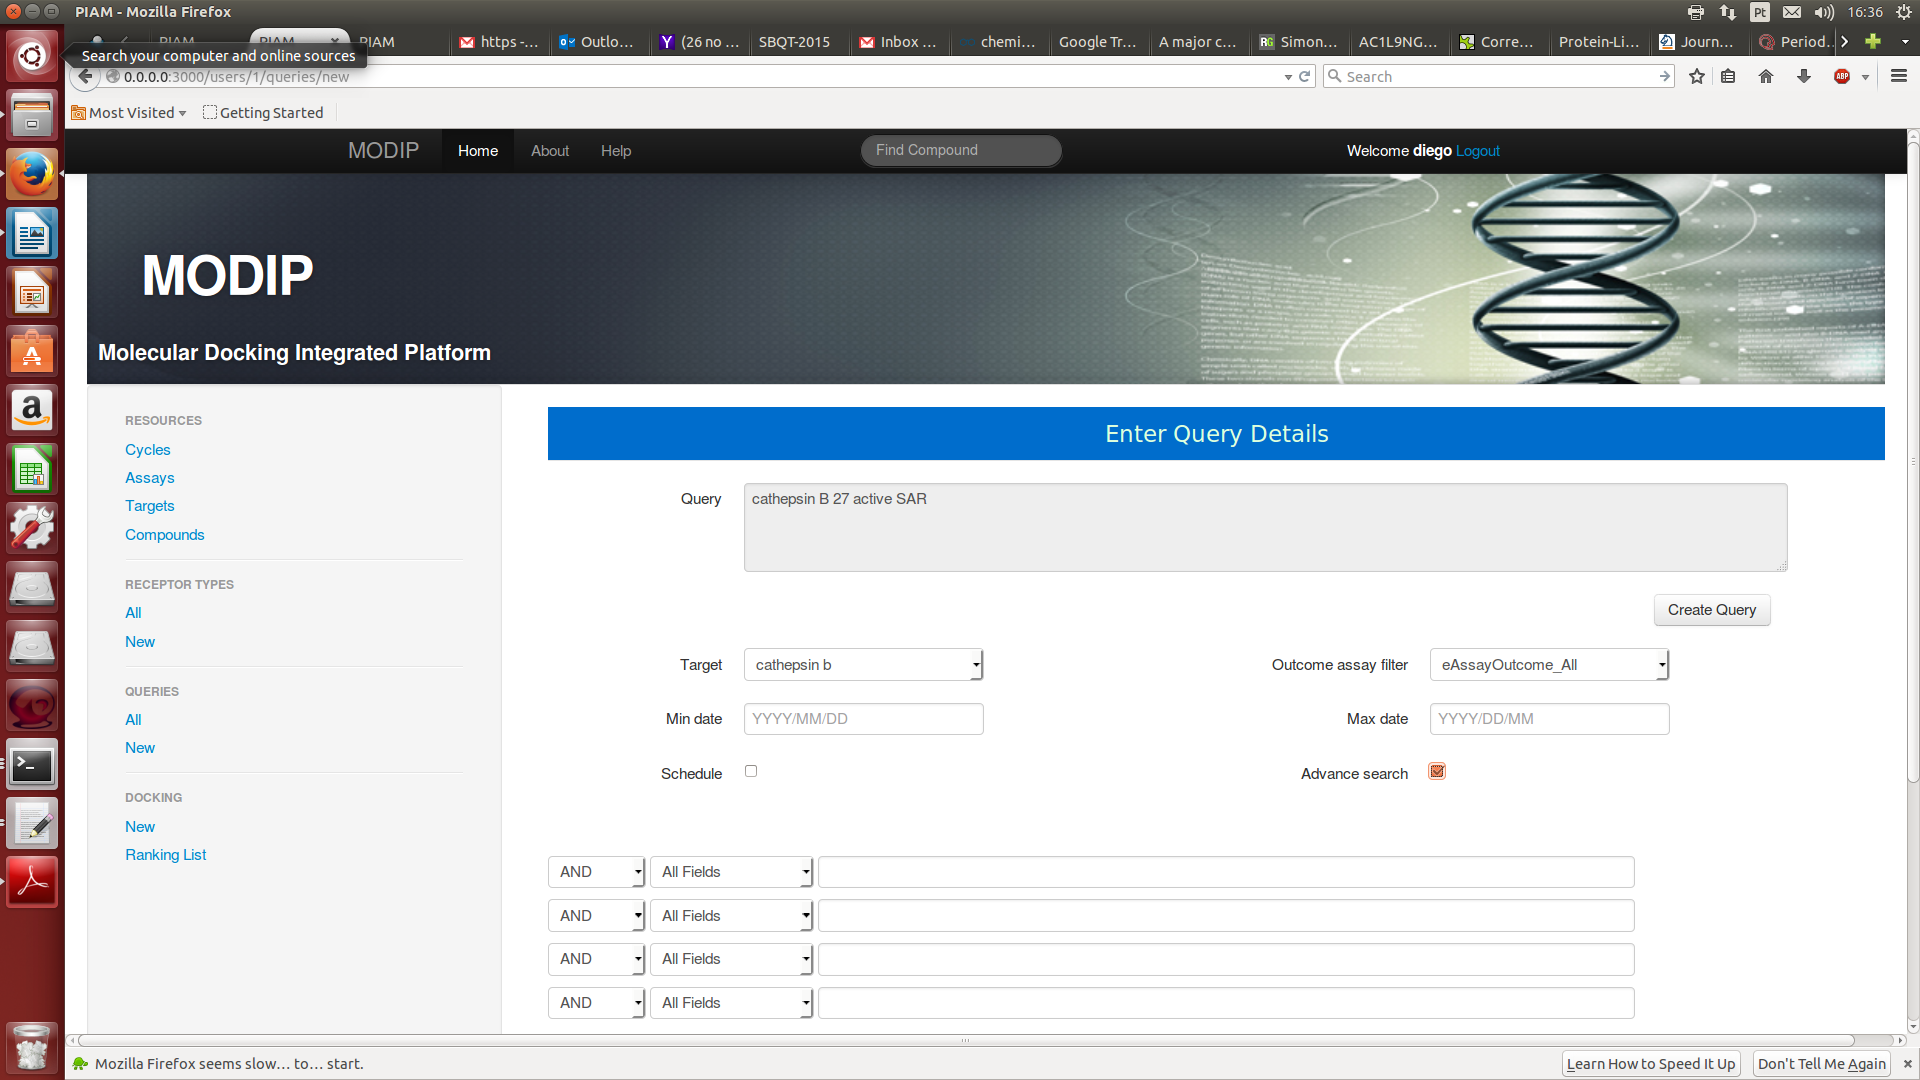 PIAM - Mozilla Firefox
Pt
16:36
PIAM
PIAM
PIAM
https -...
Outlo...
(26 no ...
SBQT-2015
Inbox ...
chemi...
Google Tr...
A major c...
Simon...
AC1L9NG...
Corre...
Protein-Li...
Journ...
Period...
Search your computer and online sources
0.0.0.0:3000/users/1/queries/new
Search
ABP
Most Visited
Getting Started
MODIP
Home
About
Help
Find Compound
Welcome diego Logout
MODIP
Molecular Docking Integrated Platform
RESOURCES
Cycles
Assays
Targets
Compounds
RECEPTOR TYPES
All
New
QUERIES
All
New
DOCKING
New
Ranking List
Enter Query Details
Query
cathepsin B 27 active SAR
Create Query
Target
cathepsin b
Outcome assay filter
eAssayOutcome_All
Min date
YYYY/MM/DD
Max date
YYYY/DD/MM
Schedule
Advance search
AND
All Fields
AND
All Fields
AND
All Fields
AND
All Fields
Mozilla Firefox seems slow... to... start.
Learn How to Speed It Up
Don't Tell Me Again